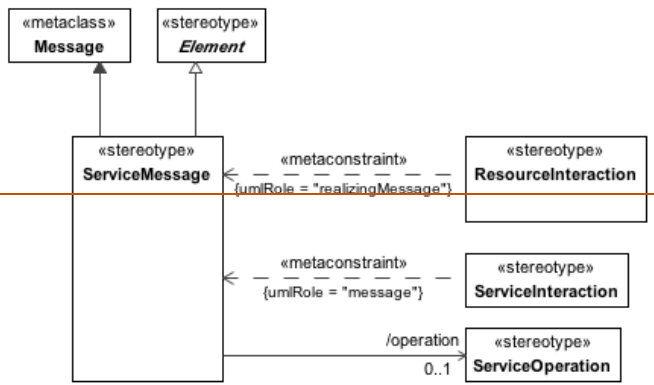 «metaclass»
Message
«stereotype»
Element
«stereotype»
ServiceMessage
«metaconstraint»
{umlRole = "realizingMessage"}
«stereotype»
ResourceInteraction
«metaconstraint»
{umlRole = "message"}
«stereotype»
ServiceInteraction
/operation
0..1
«stereotype»
ServiceOperation